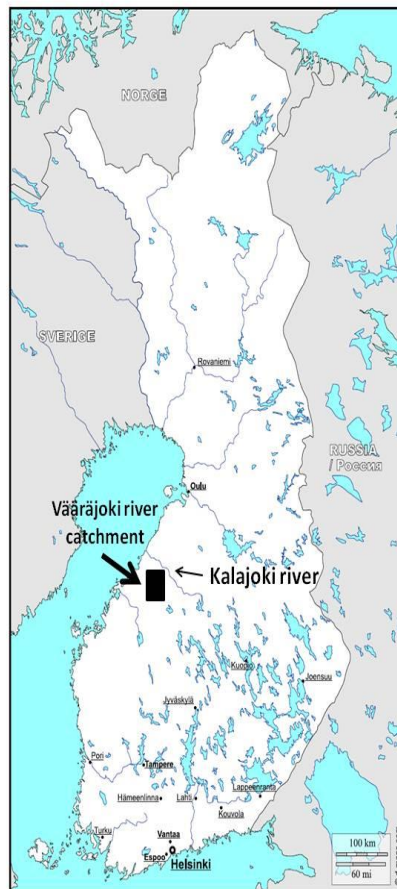 NORGE
SVERIGE
Rovaniemi
RUSSIA
/ Россия
Oulu
Vääräjoki river
catchment
Kalajoki river
Kuopio
Joensuu
Jyväskylä
Pori
Tampere
Hämeenlinna
Lahti
Lappeenranta
Kouvola
Turku
Vantaa
Espoo
Helsinki
100 km
60 mi